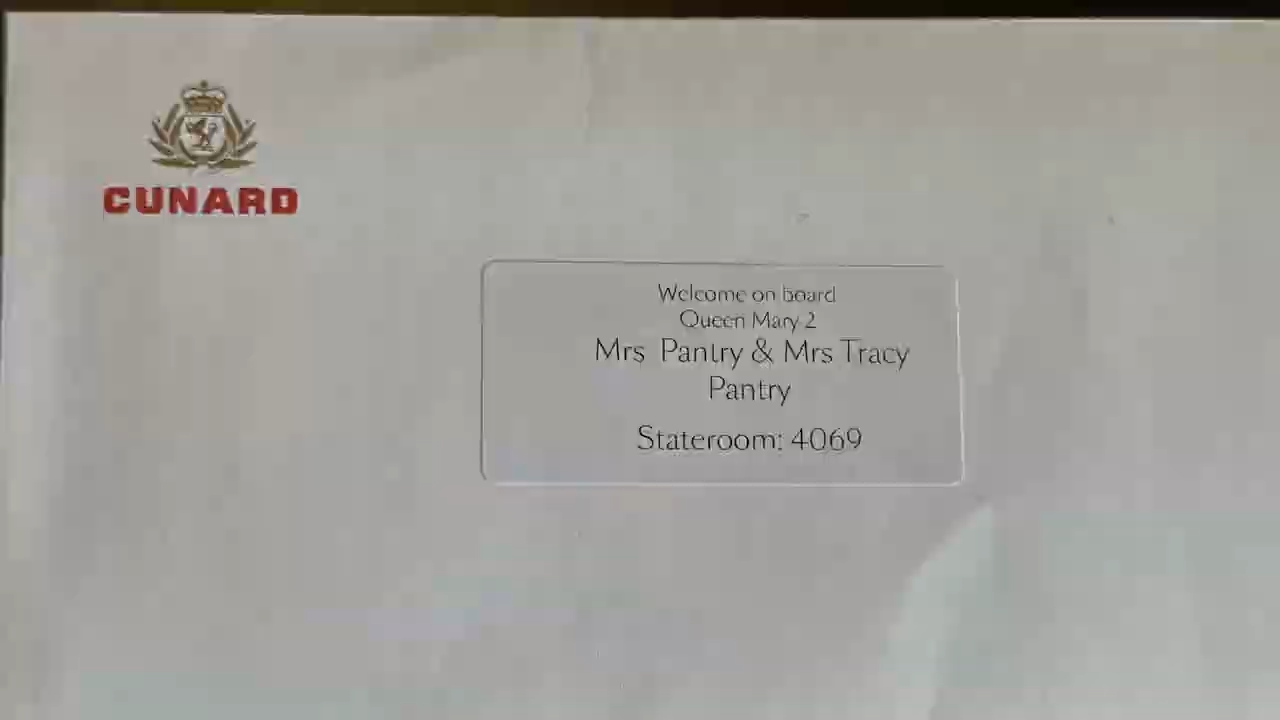 CUNARD
Welcome on board
Queen Mary 2
Mrs Pantry & Mrs Tracy
Pantry
Stateroom: 4069